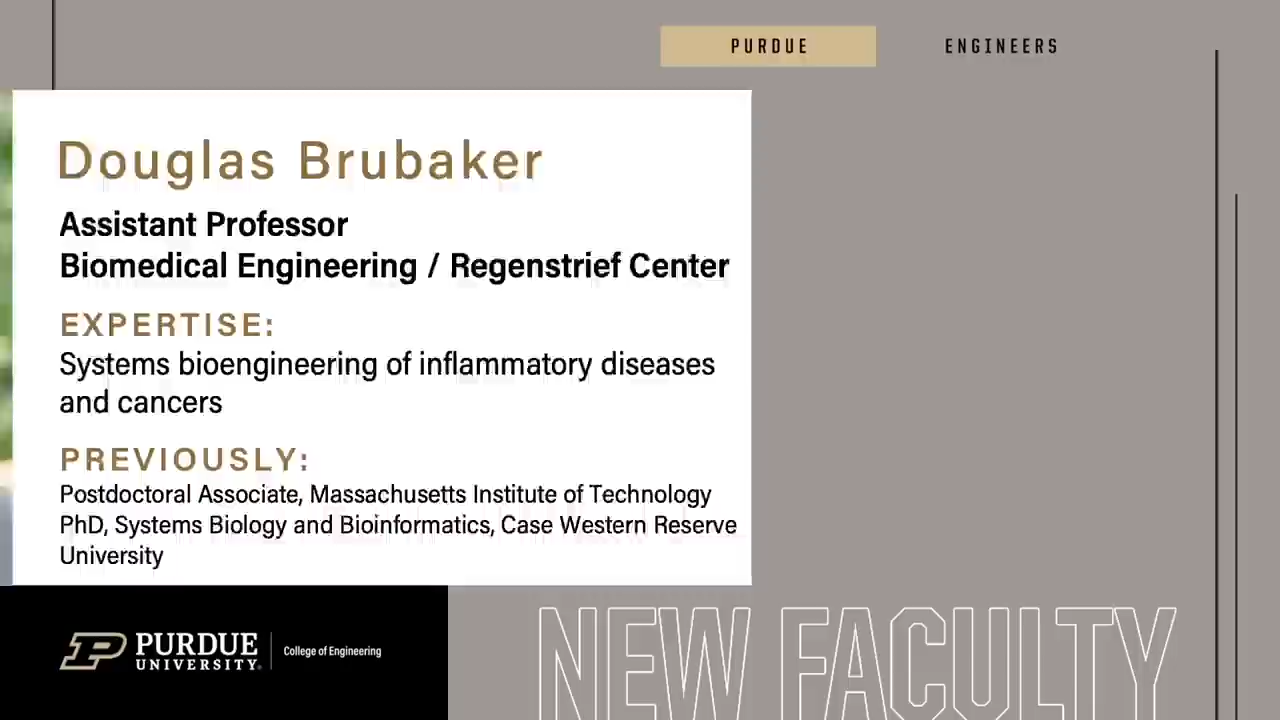 PURDUE ENGINEERS
Douglas Brubaker
Assistant Professor
Biomedical Engineering / Regenstrief Center
EXPERTISE:
Systems bioengineering of inflammatory diseases
and cancers
PREVIOUSLY:
Postdoctoral Associate, Massachusetts Institute of Technology
PhD, Systems Biology and Bioinformatics, Case Western Reserve
University
PURDUE
UNIVERSITY®
College of Engineering
NEW FACULTY